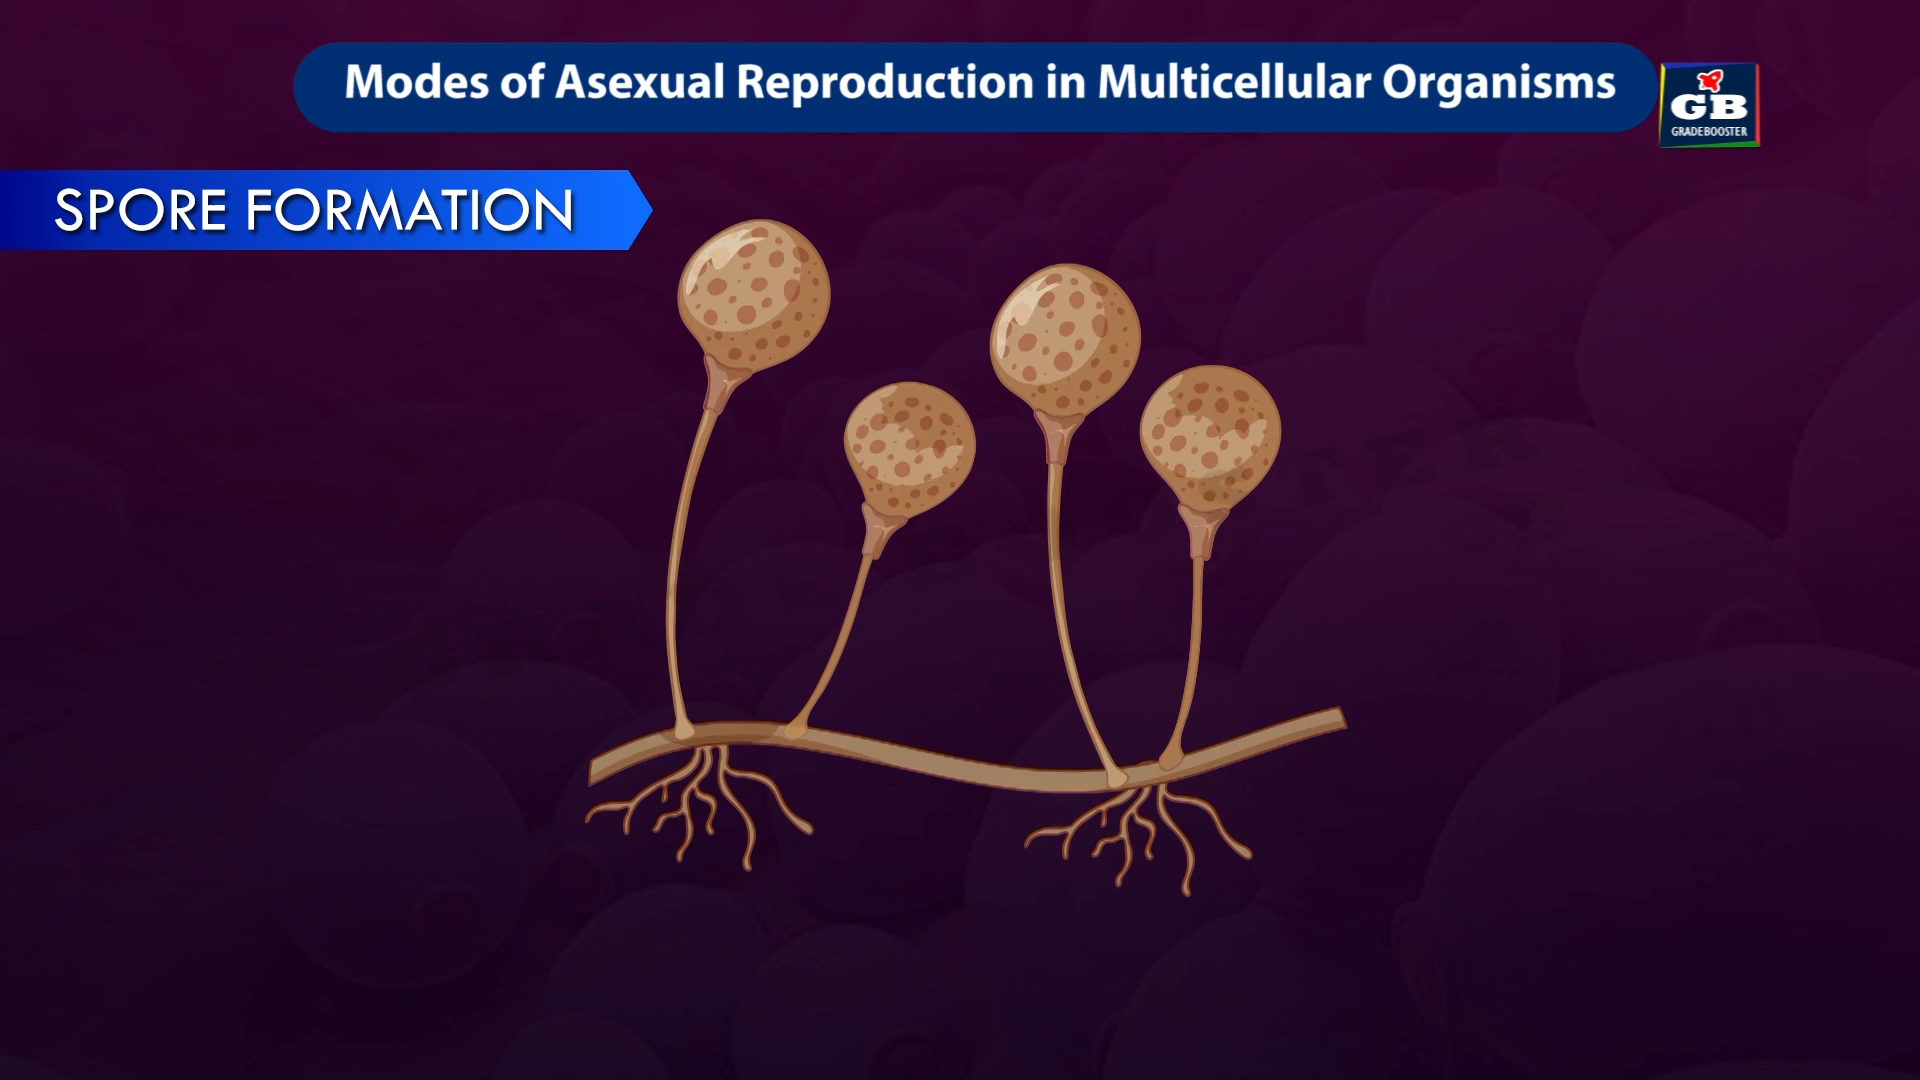 Modes of Asexual Reproduction in Multicellular Organisms
GB
GRADEBOOSTER
SPORE FORMATION